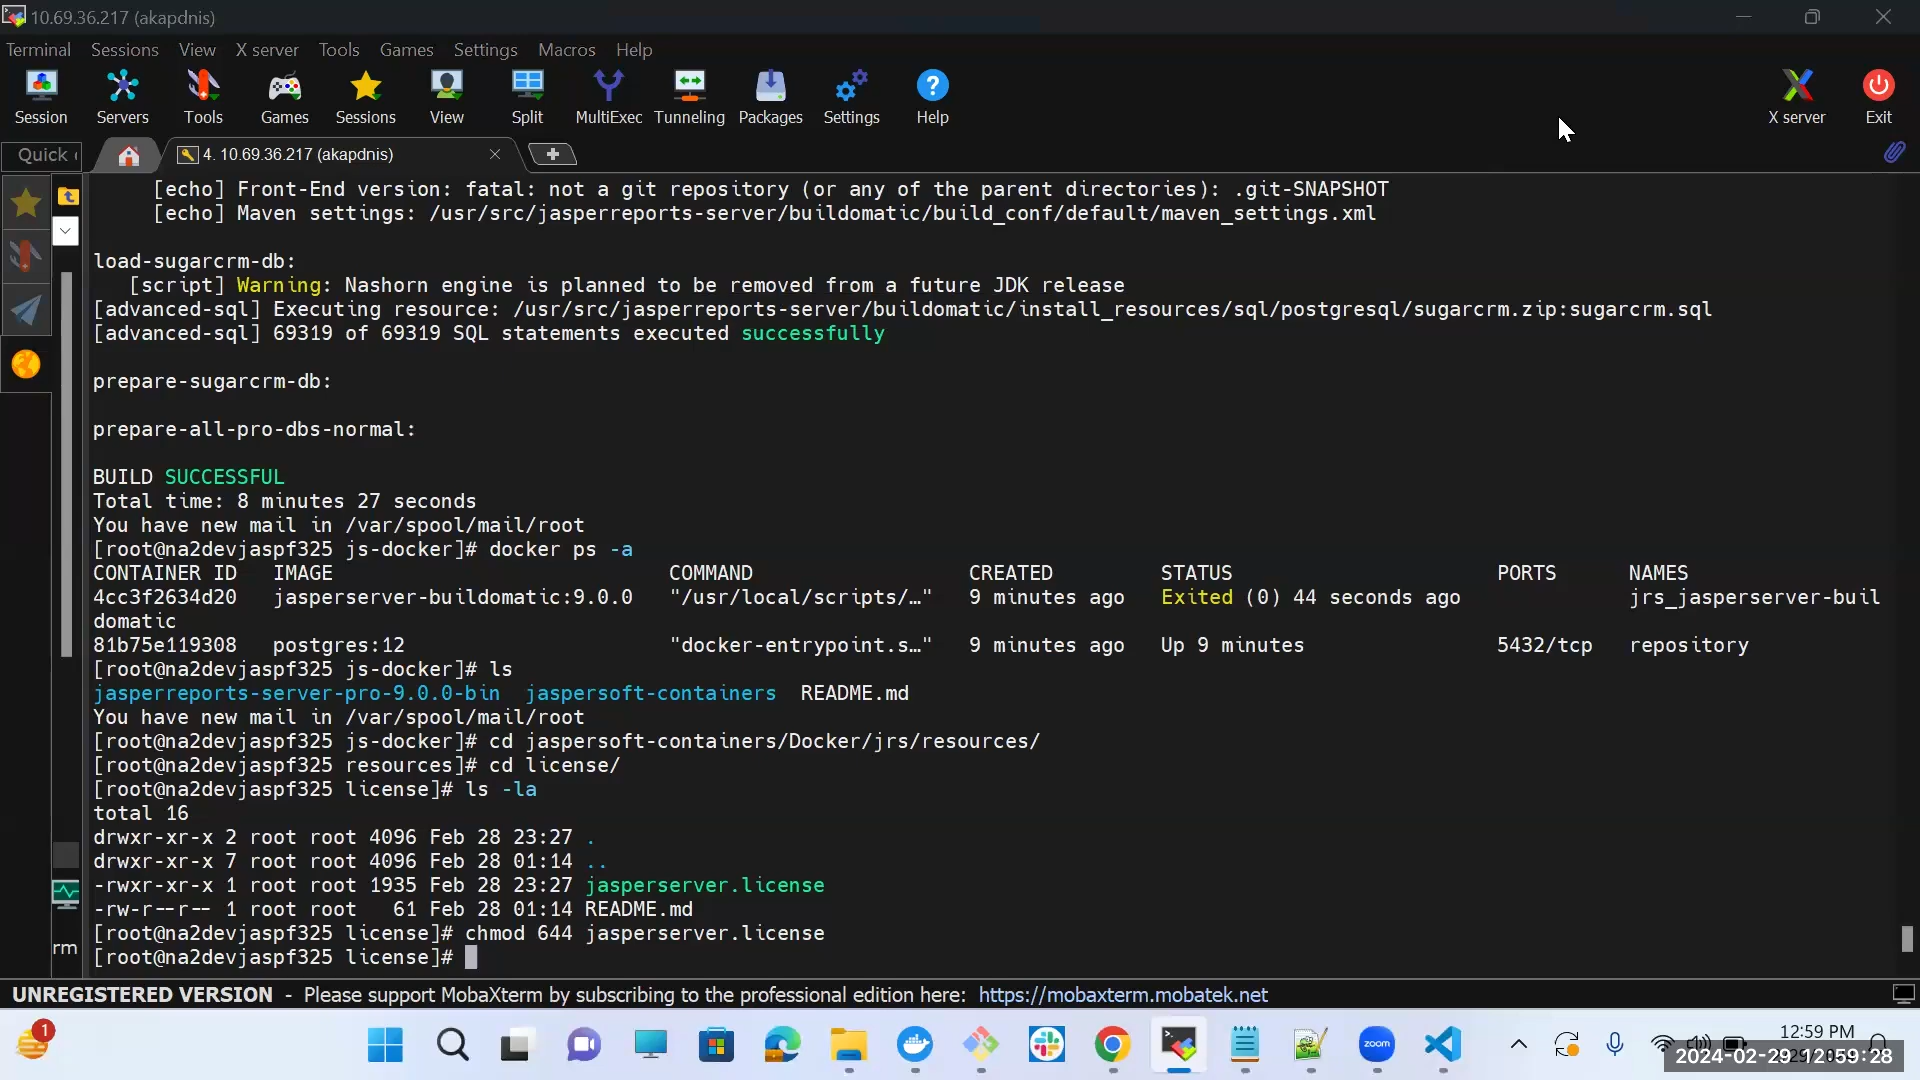 10.69.36.217 (akapdnis)
Terminal Sessions View X server Tools Games Settings Macros Help
Session Servers Tools Games Sessions View Split MultiExec Tunneling Packages Settings Help X server Exit
Quick 4. 10.69.36.217 (akapdnis)
[echo] Front-End version: fatal: not a git repository (or any of the parent directories): .git-SNAPSHOT
[echo] Maven settings: /usr/src/jasperreports-server/buildomatic/build_conf/default/maven_settings.xml
load-sugarcrm-db:
[script] Warning: Nashorn engine is planned to be removed from a future JDK release
[advanced-sql] Executing resource: /usr/src/jasperreports-server/buildomatic/install_resources/sql/postgresql/sugarcrm.zip:sugarcrm.sql
[advanced-sql] 69319 of 69319 SQL statements executed successfully
prepare-sugarcrm-db:
prepare-all-pro-dbs-normal:
BUILD SUCCESSFUL
Total time: 8 minutes 27 seconds
You have new mail in /var/spool/mail/root
[root@na2devjaspf325 js-docker]# docker ps -a
CONTAINER ID IMAGE COMMAND CREATED STATUS PORTS NAMES
4cc3f2634d20 jasperserver-buildomatic:9.0.0 "/usr/local/scripts/…" 9 minutes ago Exited (0) 44 seconds ago jrs_jasperserver-buil
domatic
81b75e119308 postgres:12 "docker-entrypoint.s…" 9 minutes ago Up 9 minutes 5432/tcp repository
[root@na2devjaspf325 js-docker]# ls
jasperreports-server-pro-9.0.0-bin jaspersoft-containers README.md
You have new mail in /var/spool/mail/root
[root@na2devjaspf325 js-docker]# cd jaspersoft-containers/Docker/jrs/resources/
[root@na2devjaspf325 resources]# cd license/
[root@na2devjaspf325 license]# ls -la
total 16
drwxr-xr-x 2 root root 4096 Feb 28 23:27 .
drwxr-xr-x 7 root root 4096 Feb 28 01:14 ..
-rwxr-xr-x 1 root root 1935 Feb 28 23:27 jasperserver.license
-rw-r--r-- 1 root root 61 Feb 28 01:14 README.md
[root@na2devjaspf325 license]# chmod 644 jasperserver.license
rm [root@na2devjaspf325 license]#
UNREGISTERED VERSION - Please support MobaXterm by subscribing to the professional edition here: https://mobaxterm.mobatek.net
1 zoom 12:59 PM
2024-02-29 12:59:28